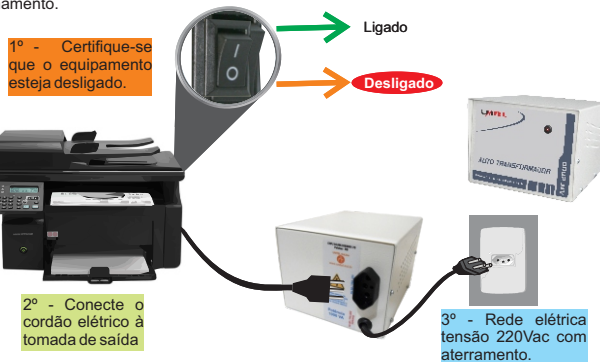 amento.
1º - Certifique-se
que o equipamento
esteja desligado.
Ligado
Desligado
UMTEL
AUTO TRANSFORMADOR
2º - Conecte o
cordão elétrico à
tomada de saída
3º - Rede elétrica
tensão 220Vac com
aterramento.